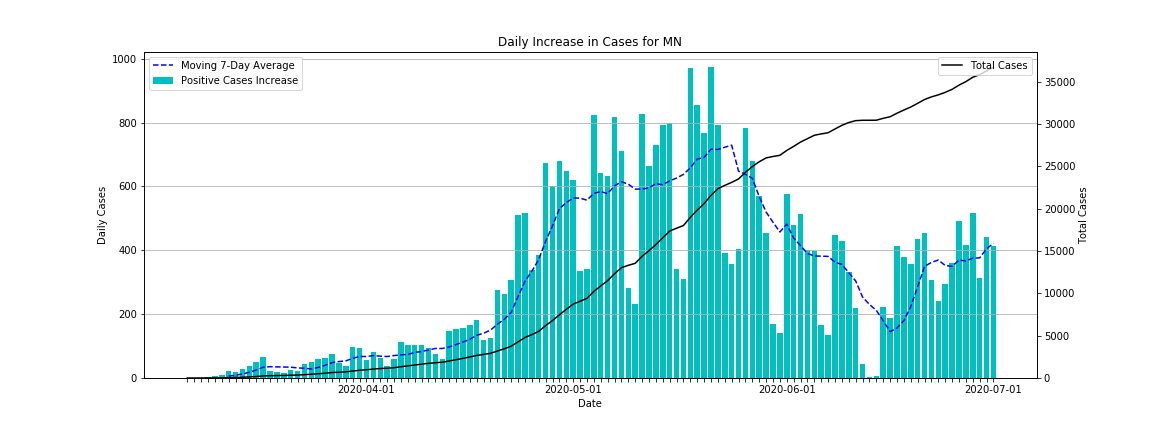 Daily Increase in Cases for MN
Moving 7-Day Average
Positive Cases Increase
Total Cases
1000
800
600
400
200
0
Daily Cases
35000
30000
25000
20000
15000
10000
5000
0
Total Cases
2020-04-01
2020-05-01
2020-06-01
2020-07-01
Date